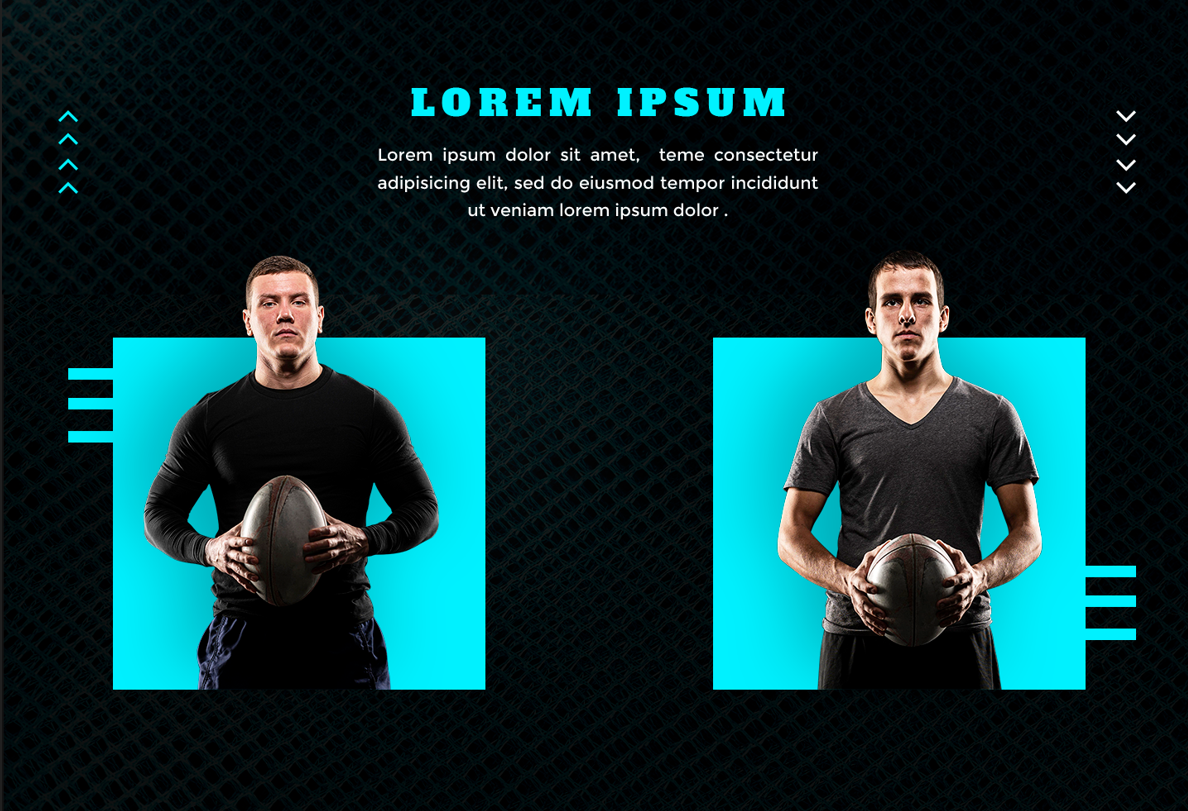 LOREM IPSUM
Lorem ipsum dolor sit amet, teme consectetur
adipisicing elit, sed do eiusmod tempor incididunt
ut veniam lorem ipsum dolor .